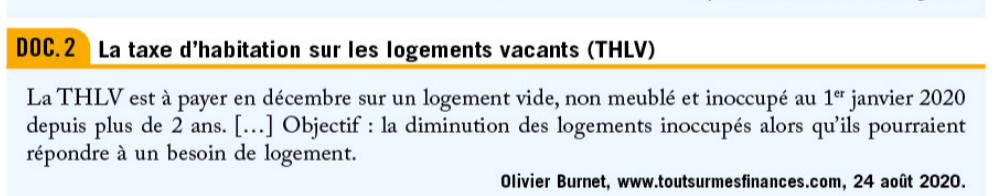 DOC. 2 La taxe d'habitation sur les logements vacants (THLV)
La THLV est à payer en décembre sur un logement vide, non meublé et inoccupé au 1er janvier 2020
depuis plus de 2 ans. […] Objectif : la diminution des logements inoccupés alors qu'ils pourraient
répondre à un besoin de logement.
Olivier Burnet, www.toutsurmesfinances.com, 24 août 2020.